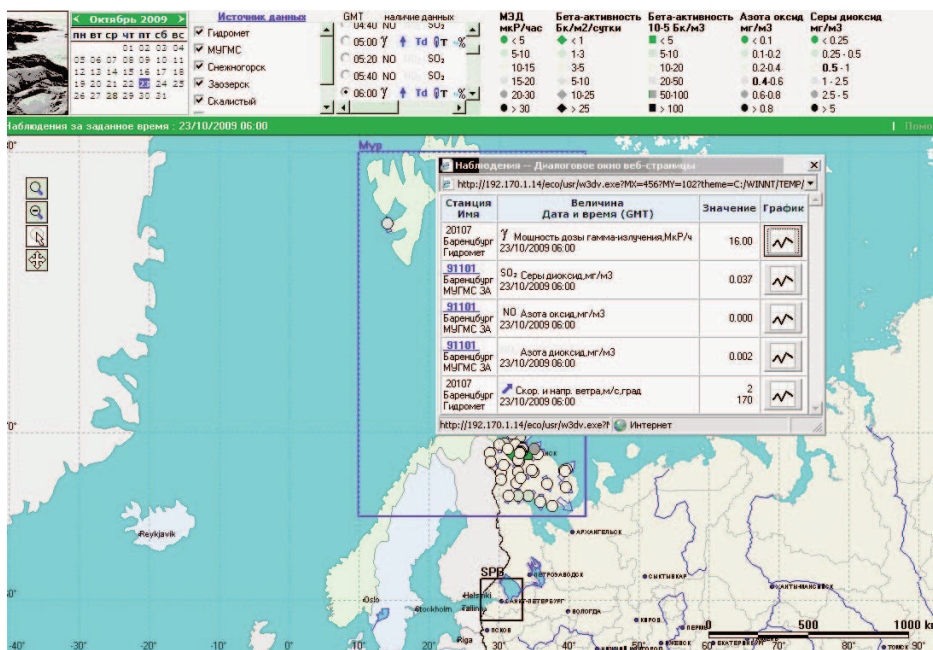 Октябрь 2009
пн вт ср чт пт сб вс
01 02 03 04
05 06 07 08 09 10 11
12 13 14 15 16 17 18
19 20 21 22 23 24 25
26 27 28 29 30 31
Источник данных
Гидромет
МУГМС
Снежногорск
Заозерск
Скалистый
GMT наличие данных
04:40 NO SO₂
05:00 γ Td T %
05:20 NO SO₂
05:40 NO SO₂
06:00 γ Td T %
МЭД
мкР/час
< 5
5-10
10-15
15-20
20-30
> 30
Бета-активность
Бк/м2/сутки
< 1
1-3
3-5
5-10
10-25
> 25
Бета-активность
10-5 Бк/м3
< 5
5-10
10-20
20-50
50-100
> 100
Азота оксид
мг/м3
< 0.1
0.1-0.2
0.2-0.4
0.4-0.6
0.6-0.8
> 0.8
Серы диоксид
мг/м3
< 0.25
0.25 - 0.5
0.5 - 1
1 - 2.5
2.5 - 5
> 5
Наблюдения за заданное время : 23/10/2009 06:00
Мур
Наблюдения -- Диалоговое окно веб-страницы
http://192.170.1.14/eco/usr/w3dv.exe?MX=456?MY=102?theme=C:/WINNT/TEMP/
Станция Имя
Величина Дата и время (GMT)
Значение
График
20107
Баренцбург
Гидромет
γ Мощность дозы гамма-излучения,МкР/ч
23/10/2009 06:00
16.00
91101
Баренцбург
МУГМС ЗА
SO₂ Серы диоксид,мг/м3
23/10/2009 06:00
0.037
91101
Баренцбург
МУГМС ЗА
NO Азота оксид,мг/м3
23/10/2009 06:00
0.000
91101
Баренцбург
МУГМС ЗА
Азота диоксид,мг/м3
23/10/2009 06:00
0.002
20107
Баренцбург
Гидромет
Скор. и напр. ветра,м/с,град
23/10/2009 06:00
2
170
http://192.170.1.14/eco/usr/w3dv.exe?
Интернет
70°
Reykjavik
АРХАНГЕЛЬСК
SPB
ПЕТРОЗАВОДСК
СЫКТЫВКАР
ХАНТЫ-МАНСИЙСК
Oslo
Stockholm
Helsinki
Tallinn
САНКТ-ПЕТЕРБУРГ
ВОЛОГДА
Riga
ПСКОВ
КИРОВ
ИЖЕВСК
ЕКАТЕРИНБУРГ
ТОМСК
0 500 1000 km
-40° -30° -20° -10° 0° 10° 20° 30° 40° 50° 60° 70° 80° 90°